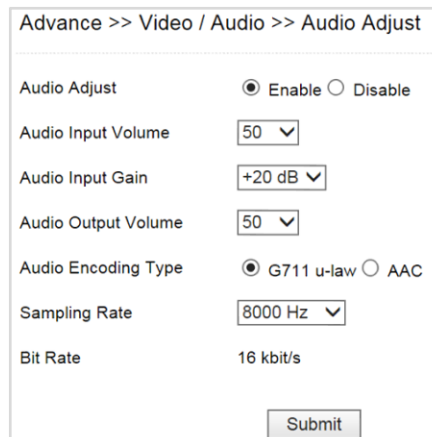 Advance >> Video / Audio >> Audio Adjust
Audio Adjust Enable Disable
Audio Input Volume 50
Audio Input Gain +20 dB
Audio Output Volume 50
Audio Encoding Type G711 u-law AAC
Sampling Rate 8000 Hz
Bit Rate 16 kbit/s
Submit